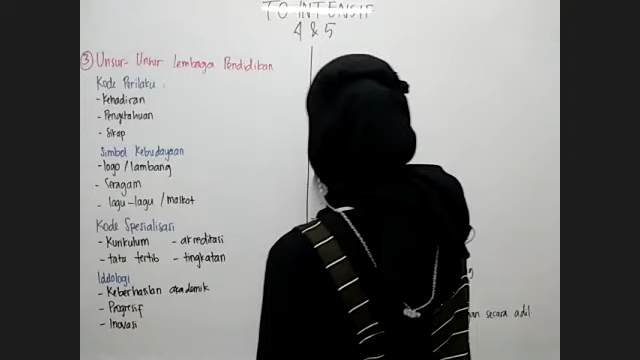 TO INTENSIF
4 & 5
③ Unsur-Unsur Lembaga Pendidikan
Kode Perilaku :
- Kehadiran
- Pengetahuan
- Sikap
Simbol Kebudayaan
- logo / lambang
- Seragam
- lagu-lagu / maskot
Kode Spesialisasi
- Kurikulum - akreditasi
- tata tertib - tingkatan
Ideologi
- Keberhasilan akademik
- Progresif
- Inovasi
secara adil